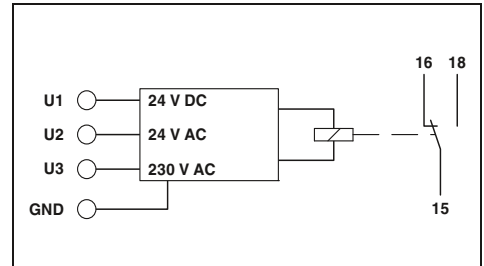 16 18
U1 24 V DC
U2 24 V AC
U3 230 V AC
GND
15